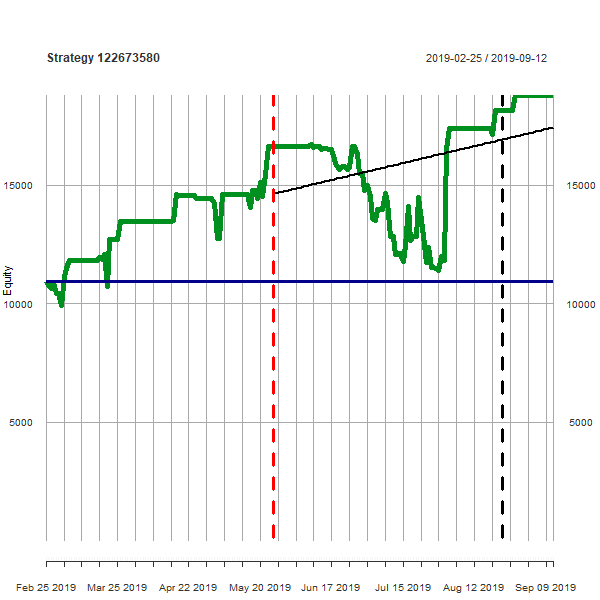 Strategy 122673580
2019-02-25 / 2019-09-12
15000
15000
Equity
10000
10000
5000
5000
Feb 25 2019
Mar 25 2019
Apr 22 2019
May 20 2019
Jun 17 2019
Jul 15 2019
Aug 12 2019
Sep 09 2019